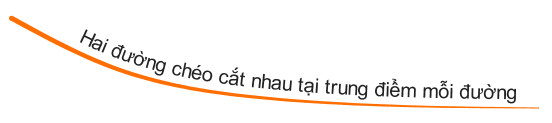 Hai đường chéo cắt nhau tại trung điểm mỗi đường